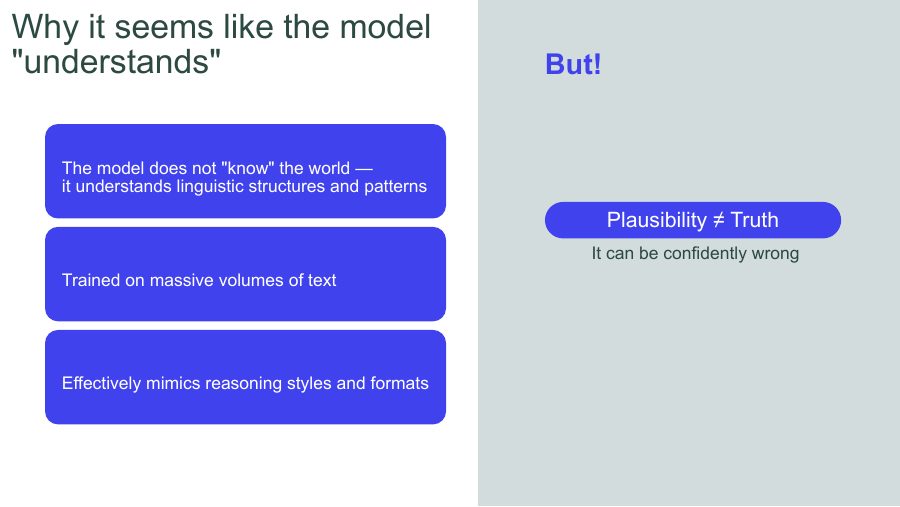 Why it seems like the model
"understands"
The model does not "know" the world —
it understands linguistic structures and patterns
Trained on massive volumes of text
Effectively mimics reasoning styles and formats
But!
Plausibility ≠ Truth
It can be confidently wrong